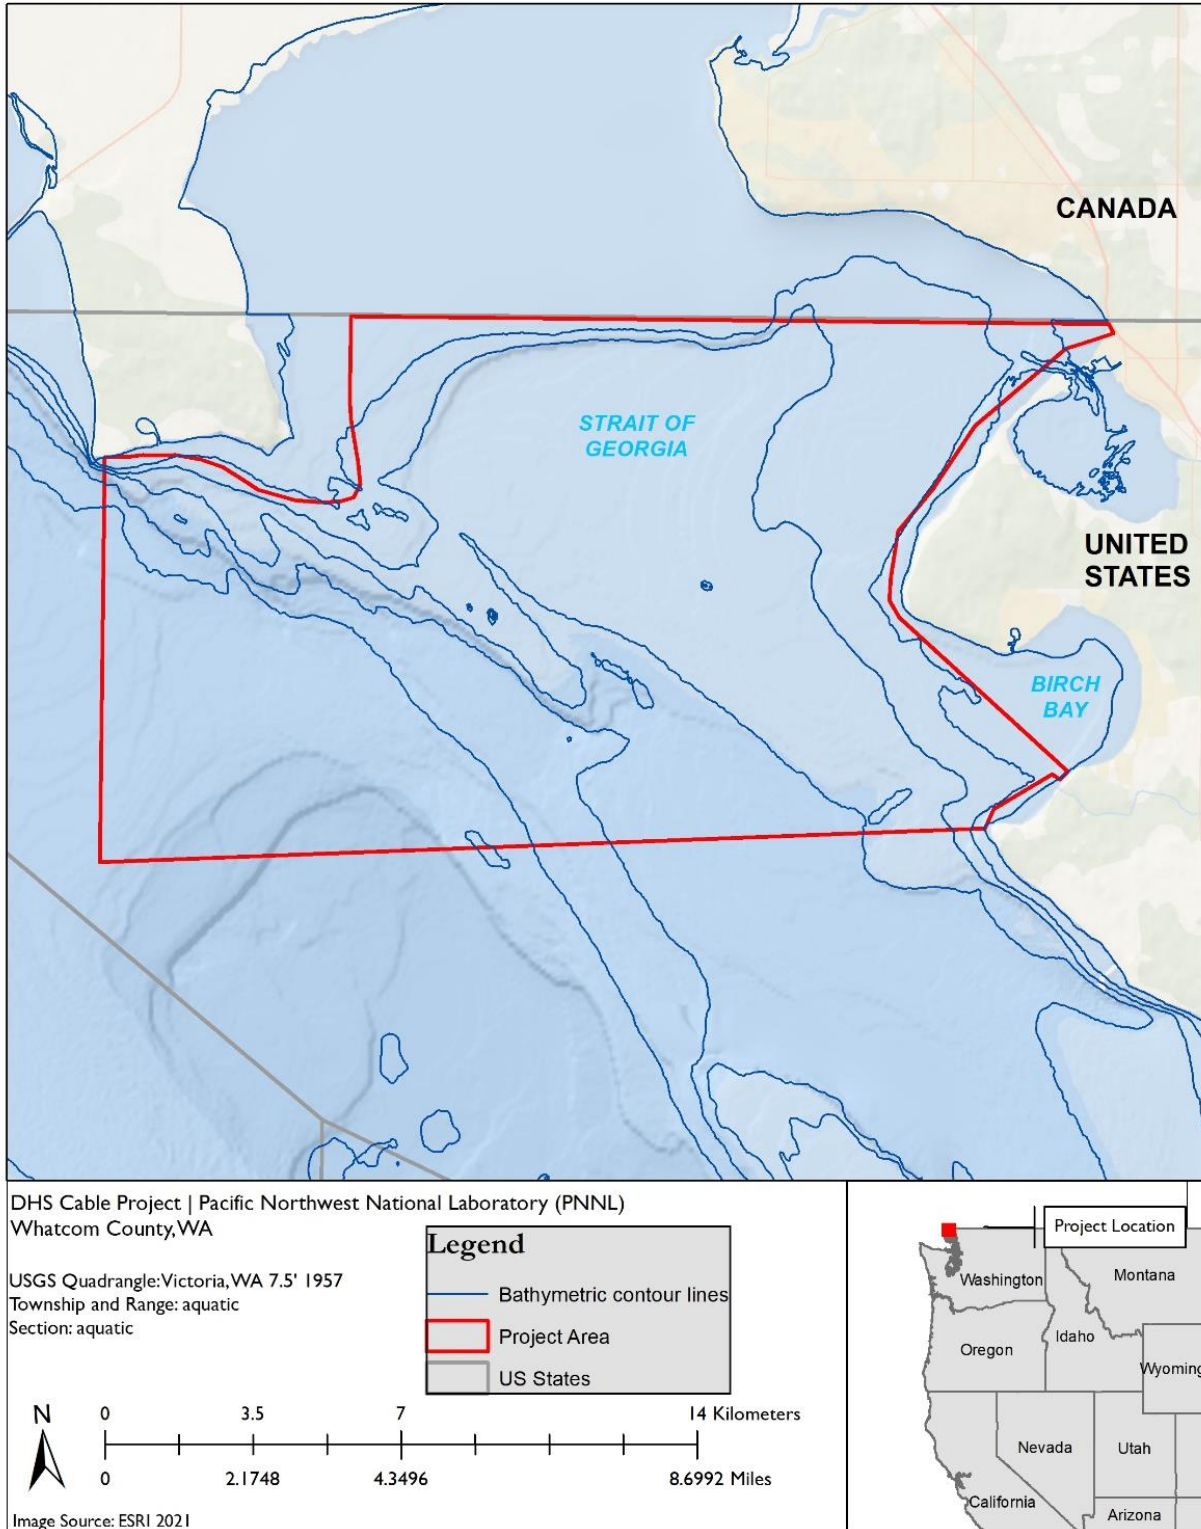 CANADA
STRAIT OF
GEORGIA
UNITED
STATES
BIRCH
BAY
DHS Cable Project | Pacific Northwest National Laboratory (PNNL)
Whatcom County, WA
USGS Quadrangle: Victoria, WA 7.5' 1957
Township and Range: aquatic
Section: aquatic
Legend
Bathymetric contour lines
Project Area
US States
N
0 3.5 7 14 Kilometers
0 2.1748 4.3496 8.6992 Miles
Image Source: ESRI 2021
Project Location
Washington
Montana
Oregon
Idaho
Wyoming
Nevada
Utah
California
Arizona